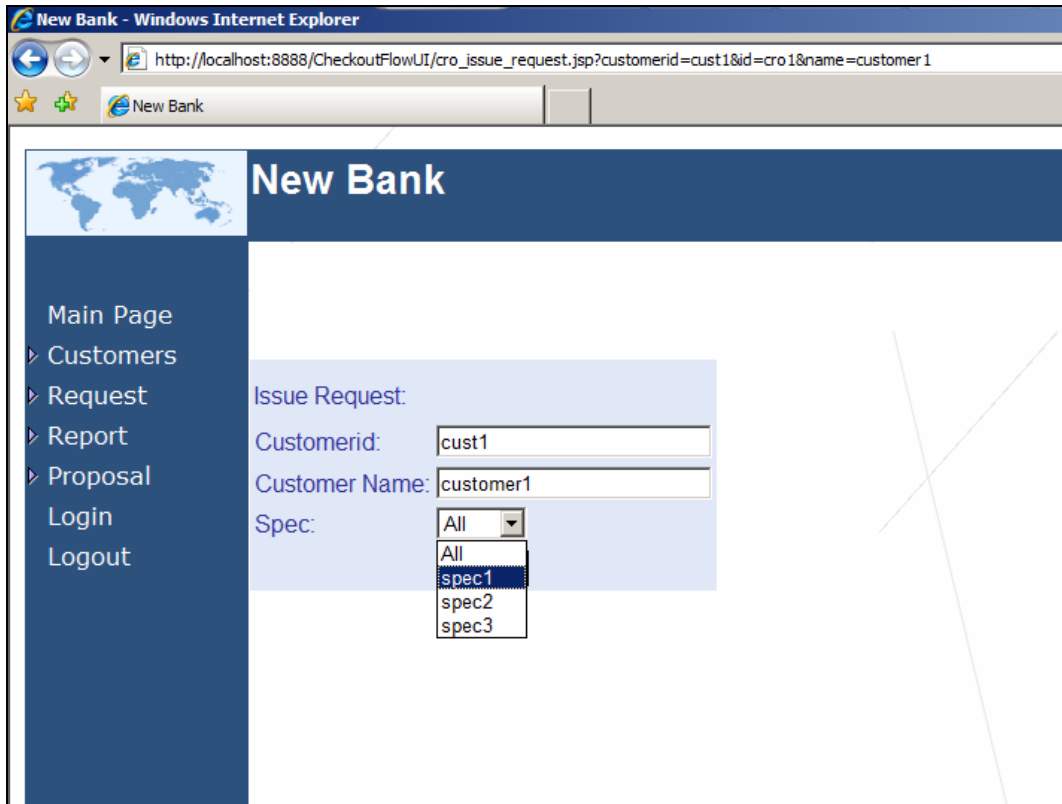 New Bank - Windows Internet Explorer
http://localhost:8888/CheckoutFlowUI/cro_issue_request.jsp?customerid=cust1&id=cro1&name=customer1
New Bank
New Bank
Main Page
Customers
Request
Report
Proposal
Login
Logout
Issue Request:
Customerid: cust1
Customer Name: customer1
Spec: All
All
spec1
spec2
spec3